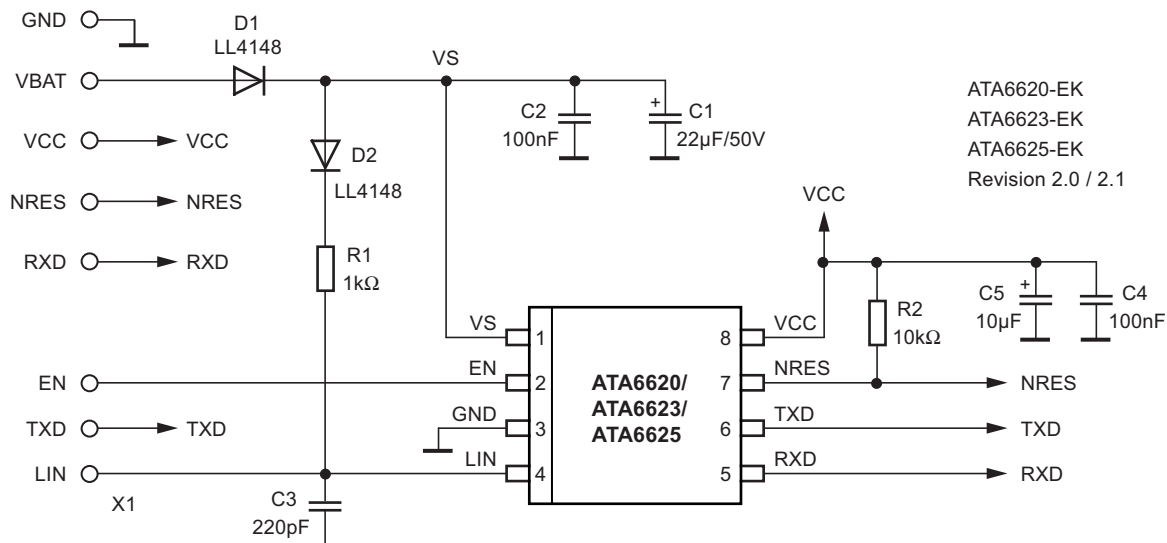 GND
D1
LL4148
VBAT
VS
C2
100nF
+
C1
22µF/50V
ATA6620-EK
ATA6623-EK
ATA6625-EK
Revision 2.0 / 2.1
VCC
VCC
D2
LL4148
NRES
NRES
VCC
RXD
RXD
R1
1kΩ
R2
10kΩ
C5
+
10µF
C4
100nF
VS
1
8
VCC
EN
EN
2
ATA6620/
ATA6623/
ATA6625
7
NRES
NRES
TXD
TXD
GND
3
6
TXD
TXD
LIN
LIN
4
5
RXD
RXD
X1
C3
220pF